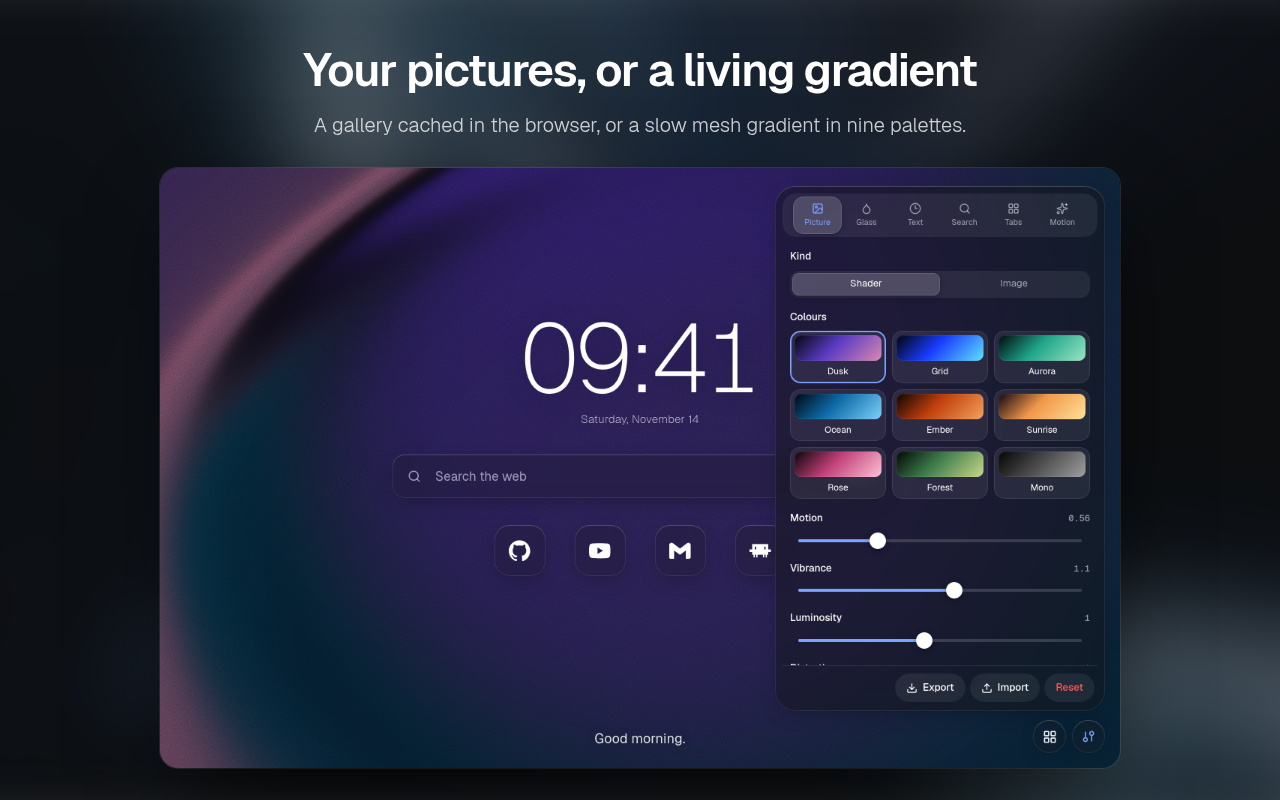 Your pictures, or a living gradient
A gallery cached in the browser, or a slow mesh gradient in nine palettes.
Picture Glass Text Search Tabs Motion
Kind
Shader Image
Colours
Dusk Grid Aurora
Ocean Ember Sunrise
Rose Forest Mono
Motion 0.56
Vibrance 1.1
Luminosity 1
Export Import Reset
09:41
Saturday, November 14
Search the web
Good morning.